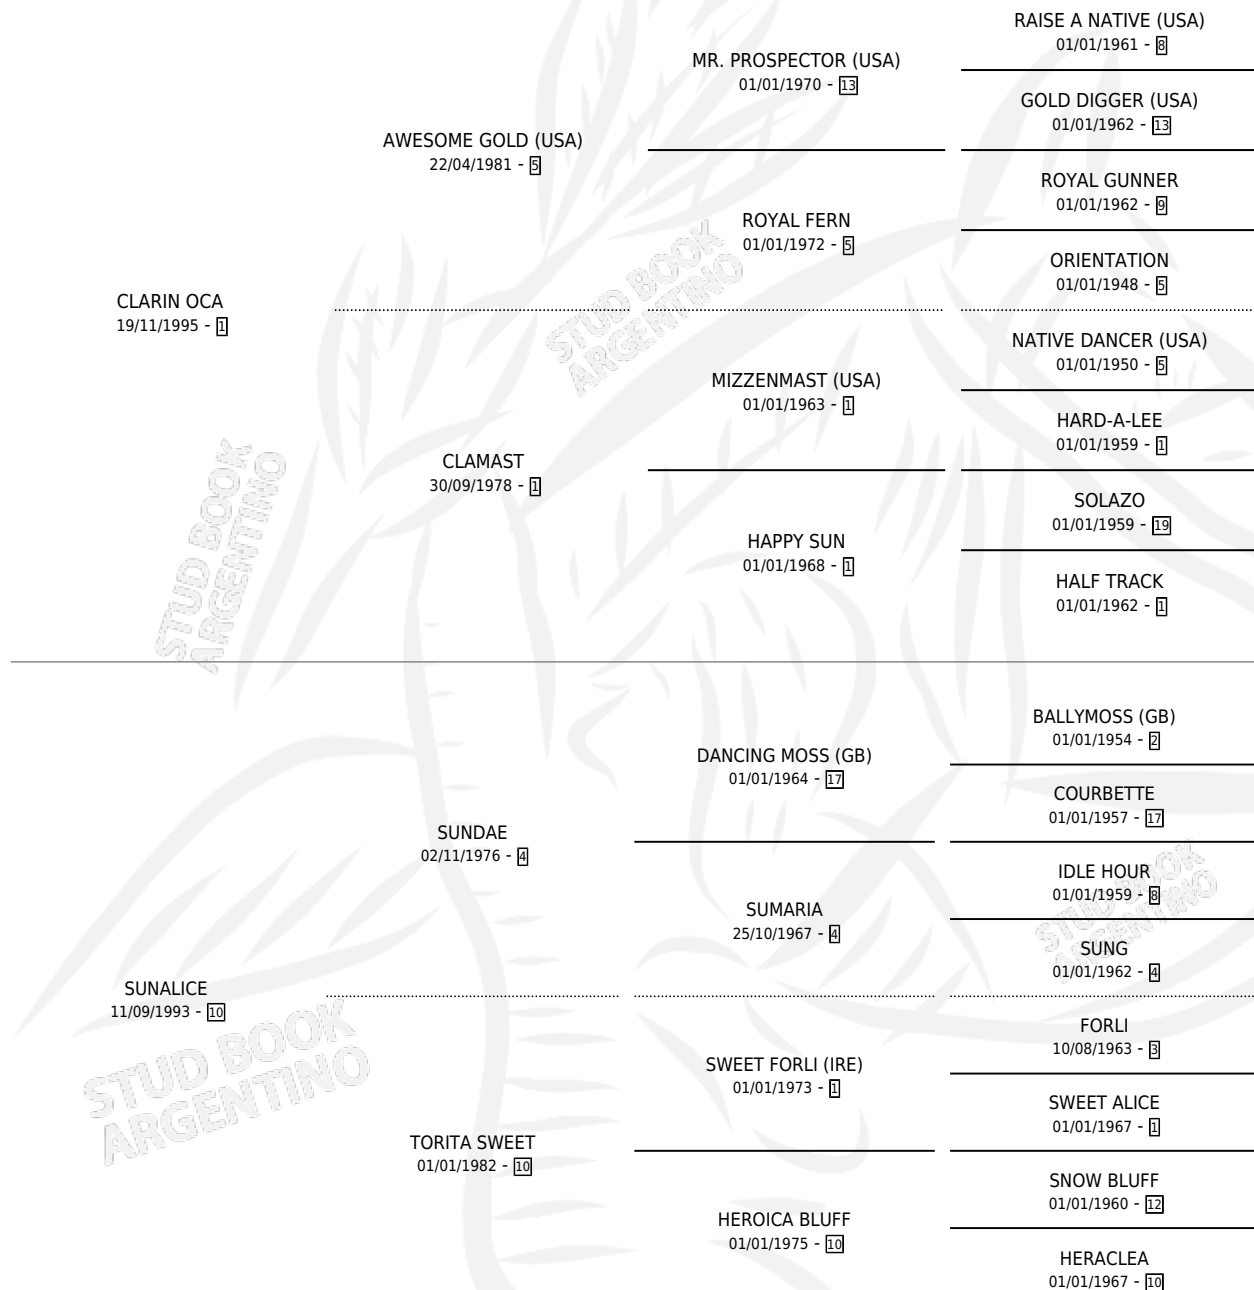 RAISE A NATIVE (USA)
01/01/1961 - 8
MR. PROSPECTOR (USA)
01/01/1970 - 13
GOLD DIGGER (USA)
01/01/1962 - 13
AWESOME GOLD (USA)
22/04/1981 - 5
ROYAL GUNNER
01/01/1962 - 9
ROYAL FERN
01/01/1972 - 5
ORIENTATION
01/01/1948 - 5
CLARIN OCA
19/11/1995 - 1
NATIVE DANCER (USA)
01/01/1950 - 5
MIZZENMAST (USA)
01/01/1963 - 1
HARD-A-LEE
01/01/1959 - 1
CLAMAST
30/09/1978 - 1
SOLAZO
01/01/1959 - 19
HAPPY SUN
01/01/1968 - 1
HALF TRACK
01/01/1962 - 1
BALLYMOSS (GB)
01/01/1954 - 2
DANCING MOSS (GB)
01/01/1964 - 17
COURBETTE
01/01/1957 - 17
SUNDAE
02/11/1976 - 4
IDLE HOUR
01/01/1959 - 8
SUMARIA
25/10/1967 - 4
SUNG
01/01/1962 - 4
SUNALICE
11/09/1993 - 10
FORLI
10/08/1963 - 3
SWEET FORLI (IRE)
01/01/1973 - 1
SWEET ALICE
01/01/1967 - 1
TORITA SWEET
01/01/1982 - 10
SNOW BLUFF
01/01/1960 - 12
HEROICA BLUFF
01/01/1975 - 10
HERACLEA
01/01/1967 - 10
STUD BOOK
ARGENTINO
STUD BOOK
ARGENTINO
STUD BOOK
ARGENTINO
STUD BOOK
ARGENTINO